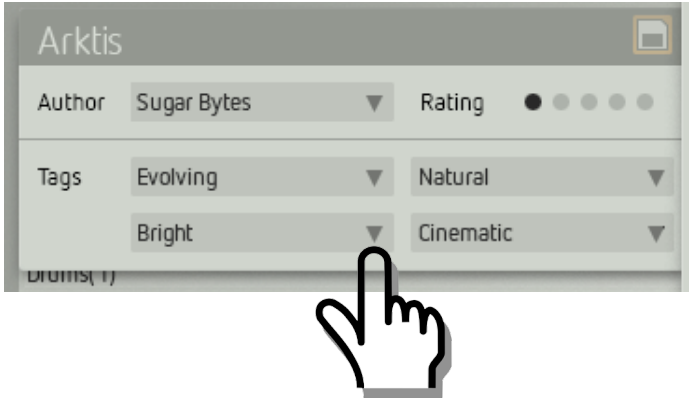 Arktis
Author Sugar Bytes Rating
Tags Evolving Natural
Bright Cinematic
Drums(1)